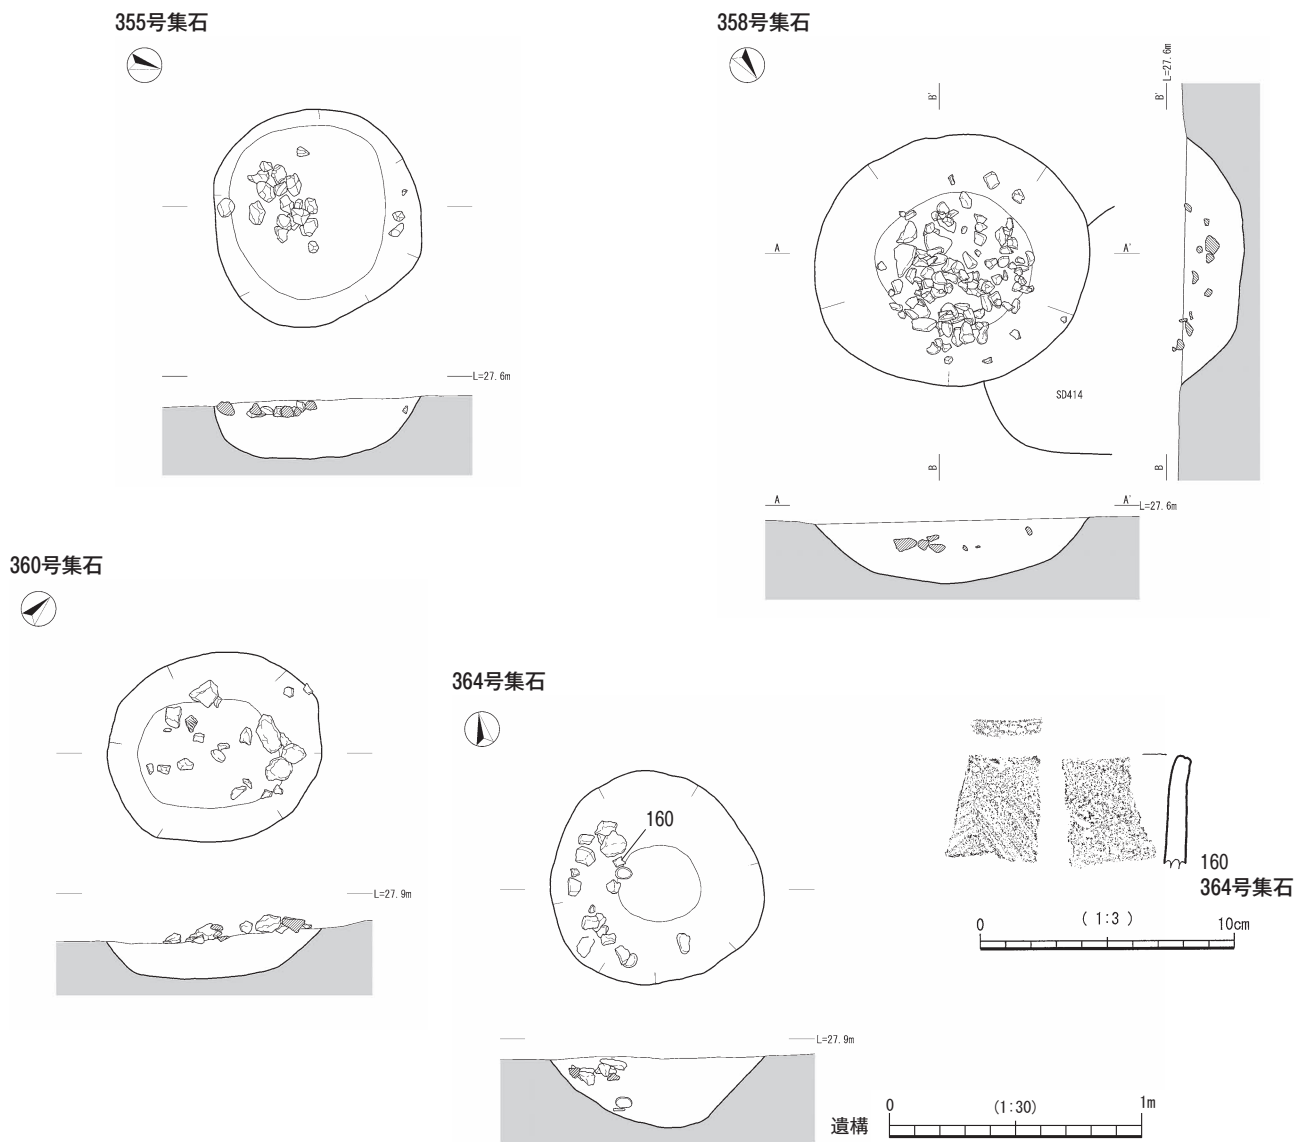 355号集石
L=27.6m
358号集石
B'
B'
L=27.6m
A
A'
SD414
B
B
A
A'
L=27.6m
360号集石
L=27.9m
364号集石
160
L=27.9m
160
364号集石
0 (1:3) 10cm
遺構 0 (1:30) 1m